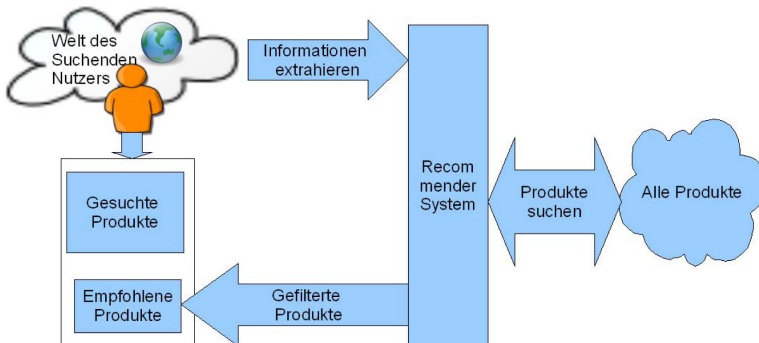 Welt des
Suchenden
Nutzers
Informationen
extrahieren
Recom
mender
System
Produkte
suchen
Alle Produkte
Gesuchte
Produkte
Empfohlene
Produkte
Gefilterte
Produkte